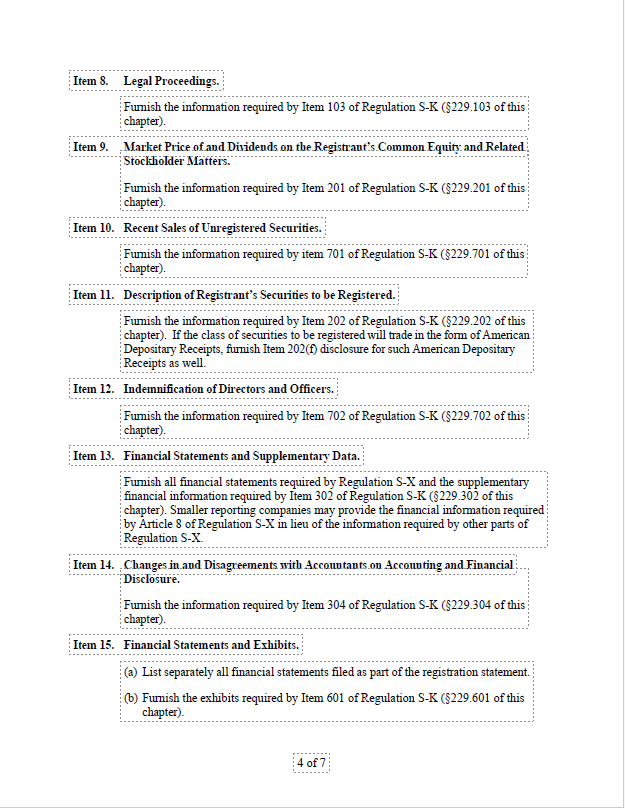 Item 8. Legal Proceedings.
Furnish the information required by Item 103 of Regulation S-K (§229.103 of this
chapter).
Item 9. Market Price of and Dividends on the Registrant's Common Equity and Related
Stockholder Matters.
Furnish the information required by Item 201 of Regulation S-K (§229.201 of this
chapter).
Item 10. Recent Sales of Unregistered Securities.
Furnish the information required by item 701 of Regulation S-K (§229.701 of this
chapter).
Item 11. Description of Registrant's Securities to be Registered.
Furnish the information required by Item 202 of Regulation S-K (§229.202 of this
chapter). If the class of securities to be registered will trade in the form of American
Depositary Receipts, furnish Item 202(f) disclosure for such American Depositary
Receipts as well.
Item 12. Indemnification of Directors and Officers.
Furnish the information required by Item 702 of Regulation S-K (§229.702 of this
chapter).
Item 13. Financial Statements and Supplementary Data.
Furnish all financial statements required by Regulation S-X and the supplementary
financial information required by Item 302 of Regulation S-K (§229.302 of this
chapter). Smaller reporting companies may provide the financial information required
by Article 8 of Regulation S-X in lieu of the information required by other parts of
Regulation S-X.
Item 14. Changes in and Disagreements with Accountants on Accounting and Financial
Disclosure.
Furnish the information required by Item 304 of Regulation S-K (§229.304 of this
chapter).
Item 15. Financial Statements and Exhibits.
(a) List separately all financial statements filed as part of the registration statement.
(b) Furnish the exhibits required by Item 601 of Regulation S-K (§229.601 of this
chapter).
4 of 7